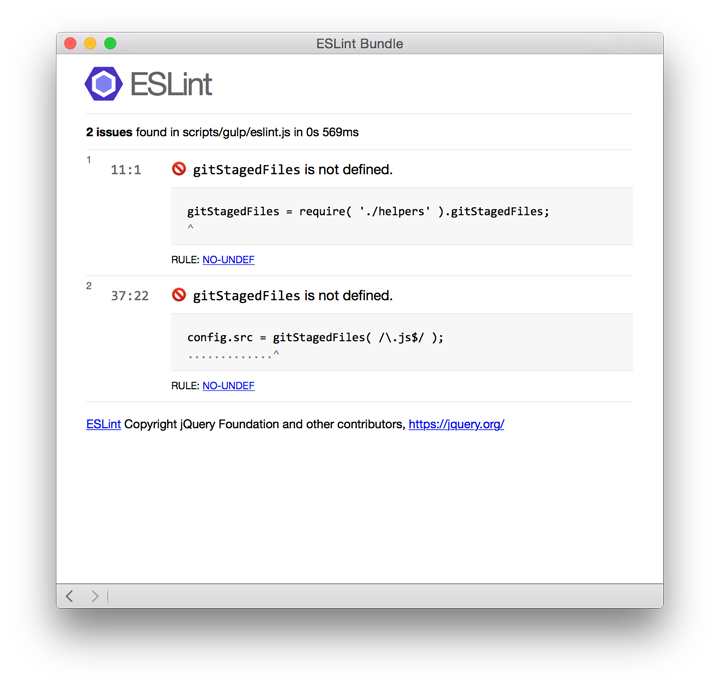 ESLint Bundle
ESLint
2 issues found in scripts/gulp/eslint.js in 0s 569ms
1 11:1 gitStagedFiles is not defined.
gitStagedFiles = require( './helpers' ).gitStagedFiles;
^
RULE: NO-UNDEF
2 37:22 gitStagedFiles is not defined.
config.src = gitStagedFiles( /\.js$/ );
.............^
RULE: NO-UNDEF
ESLint Copyright jQuery Foundation and other contributors, https://jquery.org/